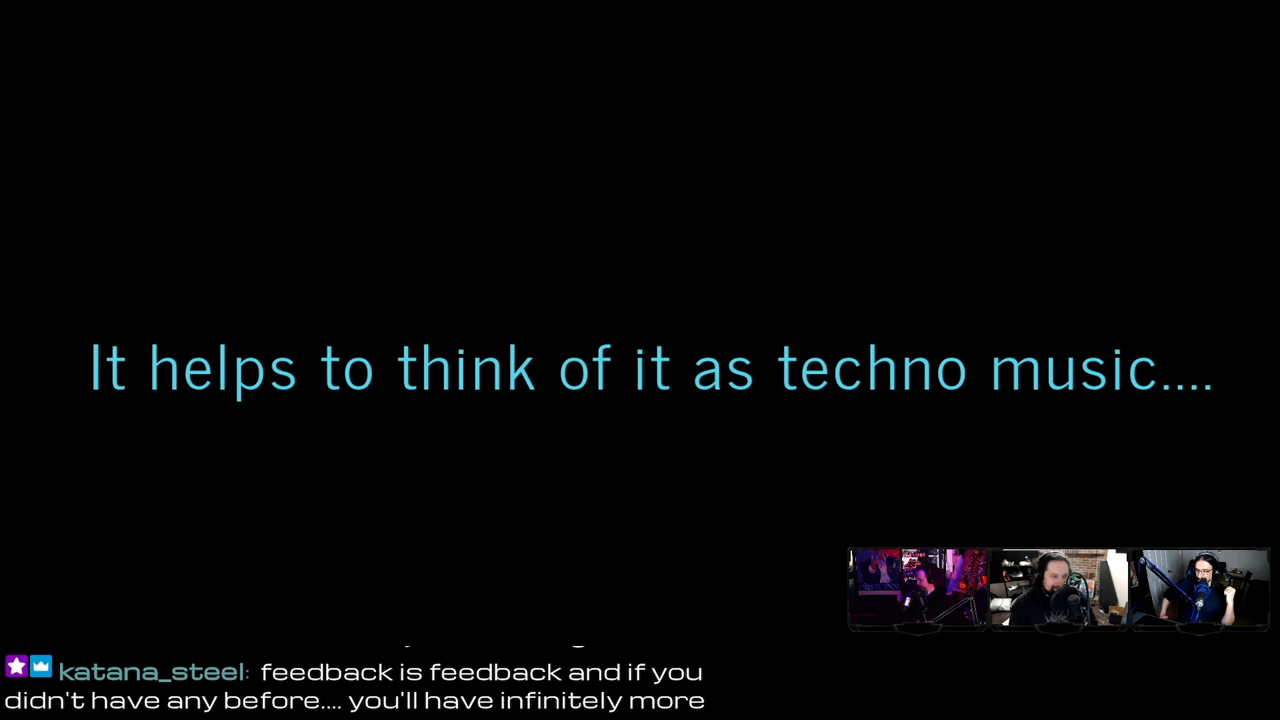 It helps to think of it as techno music....
katana_steel: feedback is feedback and if you
didn't have any before.... you'll have infinitely more